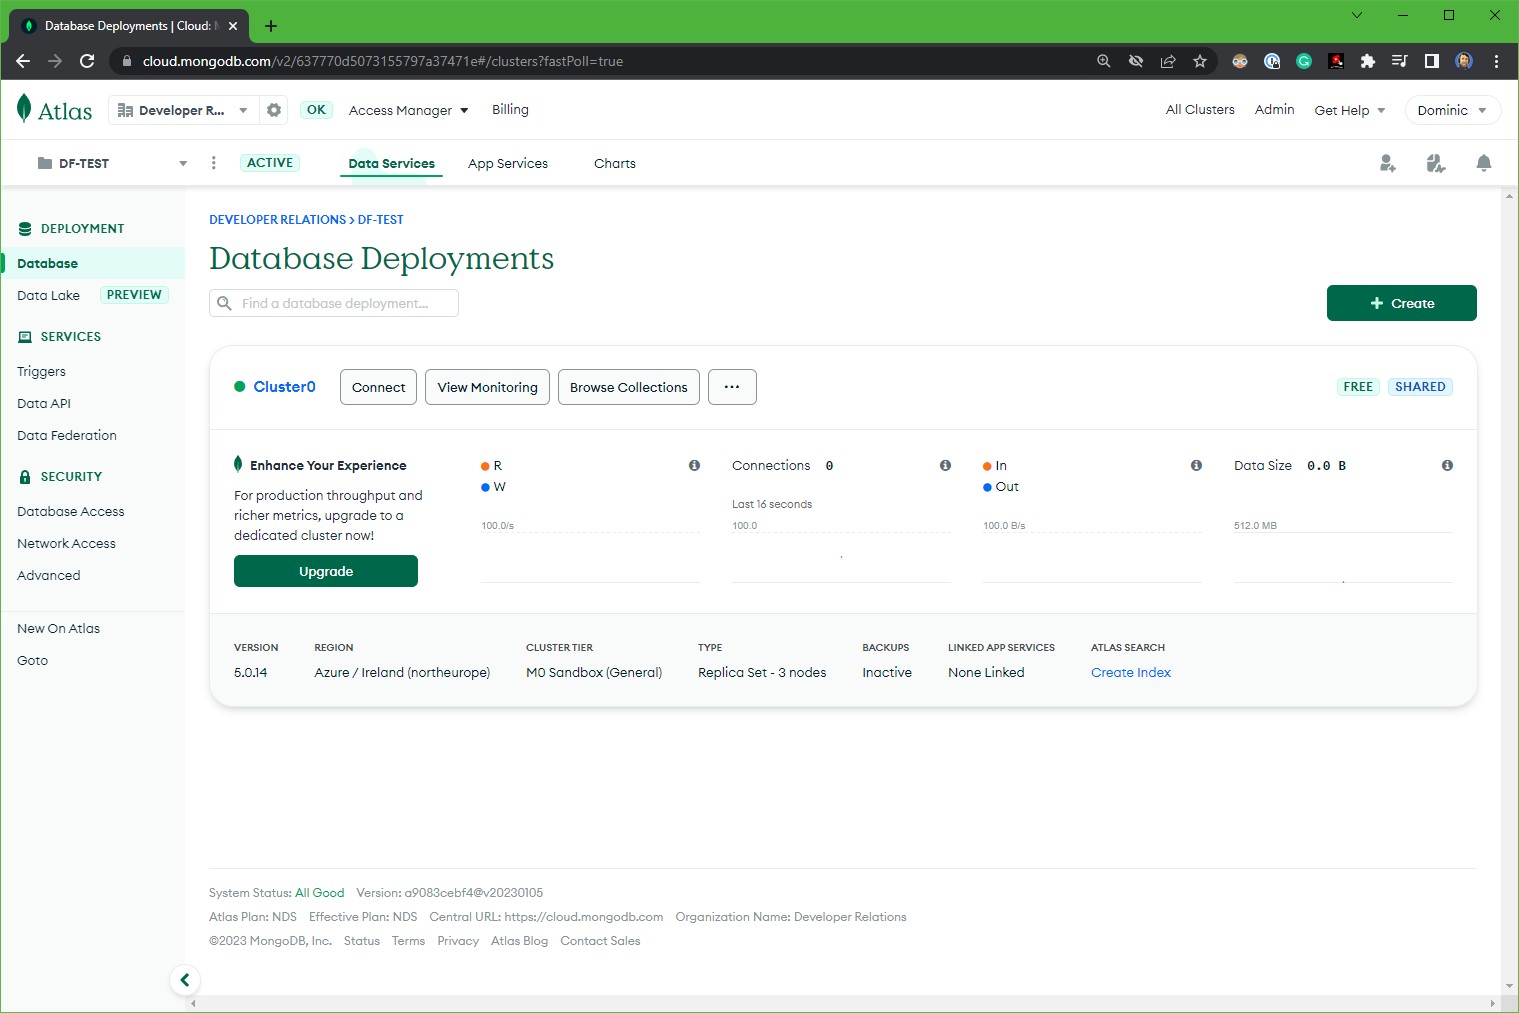 Database Deployments | Cloud: M
cloud.mongodb.com/v2/637770d5073155797a37471e#/clusters?fastPoll=true
Atlas
Developer R...
OK
Access Manager
Billing
All Clusters
Admin
Get Help
Dominic
DF-TEST
ACTIVE
Data Services
App Services
Charts
DEPLOYMENT
Database
Data Lake PREVIEW
SERVICES
Triggers
Data API
Data Federation
SECURITY
Database Access
Network Access
Advanced
New On Atlas
Goto
DEVELOPER RELATIONS > DF-TEST
Database Deployments
Find a database deployment...
+ Create
Cluster0
Connect
View Monitoring
Browse Collections
...
FREE
SHARED
Enhance Your Experience
For production throughput and
richer metrics, upgrade to a
dedicated cluster now!
Upgrade
R
W
100.0/s
Connections 0
Last 16 seconds
100.0
In
Out
100.0 B/s
Data Size 0.0 B
512.0 MB
VERSION
5.0.14
REGION
Azure / Ireland (northeurope)
CLUSTER TIER
M0 Sandbox (General)
TYPE
Replica Set - 3 nodes
BACKUPS
Inactive
LINKED APP SERVICES
None Linked
ATLAS SEARCH
Create Index
System Status: All Good Version: a9083cebf4@v20230105
Atlas Plan: NDS Effective Plan: NDS Central URL: https://cloud.mongodb.com Organization Name: Developer Relations
©2023 MongoDB, Inc. Status Terms Privacy Atlas Blog Contact Sales